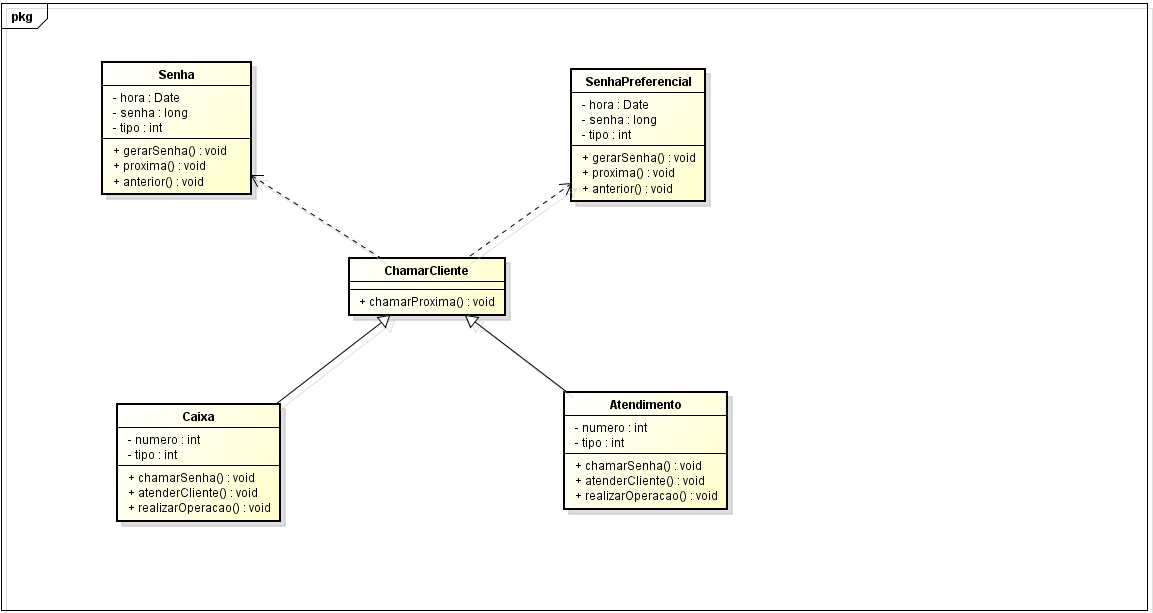 pkg
Senha
- hora : Date
- senha : long
- tipo : int
+ gerarSenha() : void
+ proxima() : void
+ anterior() : void
SenhaPreferencial
- hora : Date
- senha : long
- tipo : int
+ gerarSenha() : void
+ proxima() : void
+ anterior() : void
ChamarCliente
+ chamarProxima() : void
Caixa
- numero : int
- tipo : int
+ chamarSenha() : void
+ atenderCliente() : void
+ realizarOperacao() : void
Atendimento
- numero : int
- tipo : int
+ chamarSenha() : void
+ atenderCliente() : void
+ realizarOperacao() : void